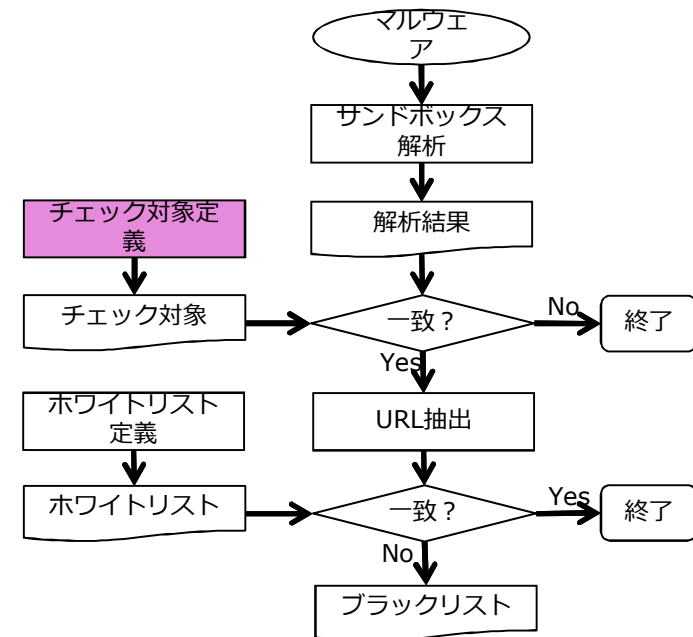 マルウェ
ア
サンドボックス
解析
チェック対象定
義
解析結果
チェック対象
一致？
No
終了
Yes
ホワイトリスト
定義
URL抽出
ホワイトリスト
一致？
Yes
終了
No
ブラックリスト